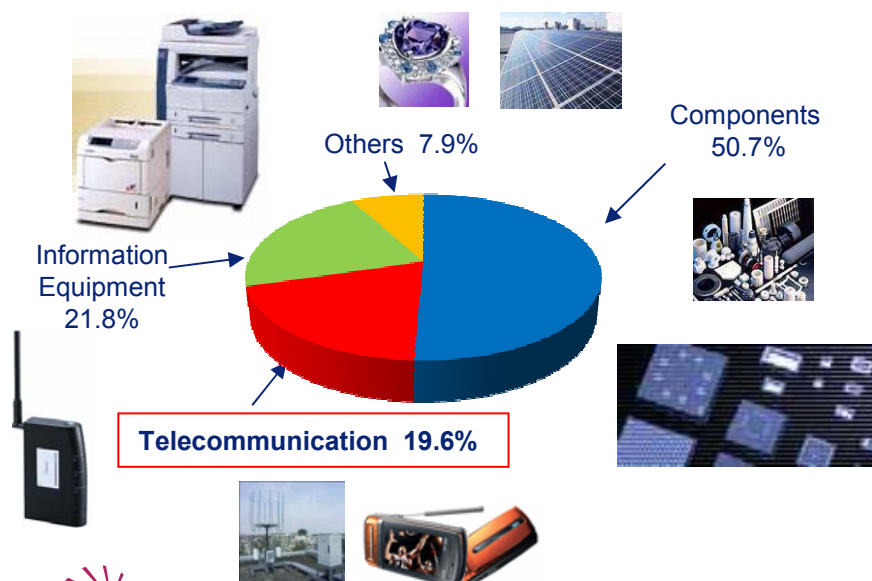 Others 7.9%
Components
50.7%
Information
Equipment
21.8%
Telecommunication 19.6%